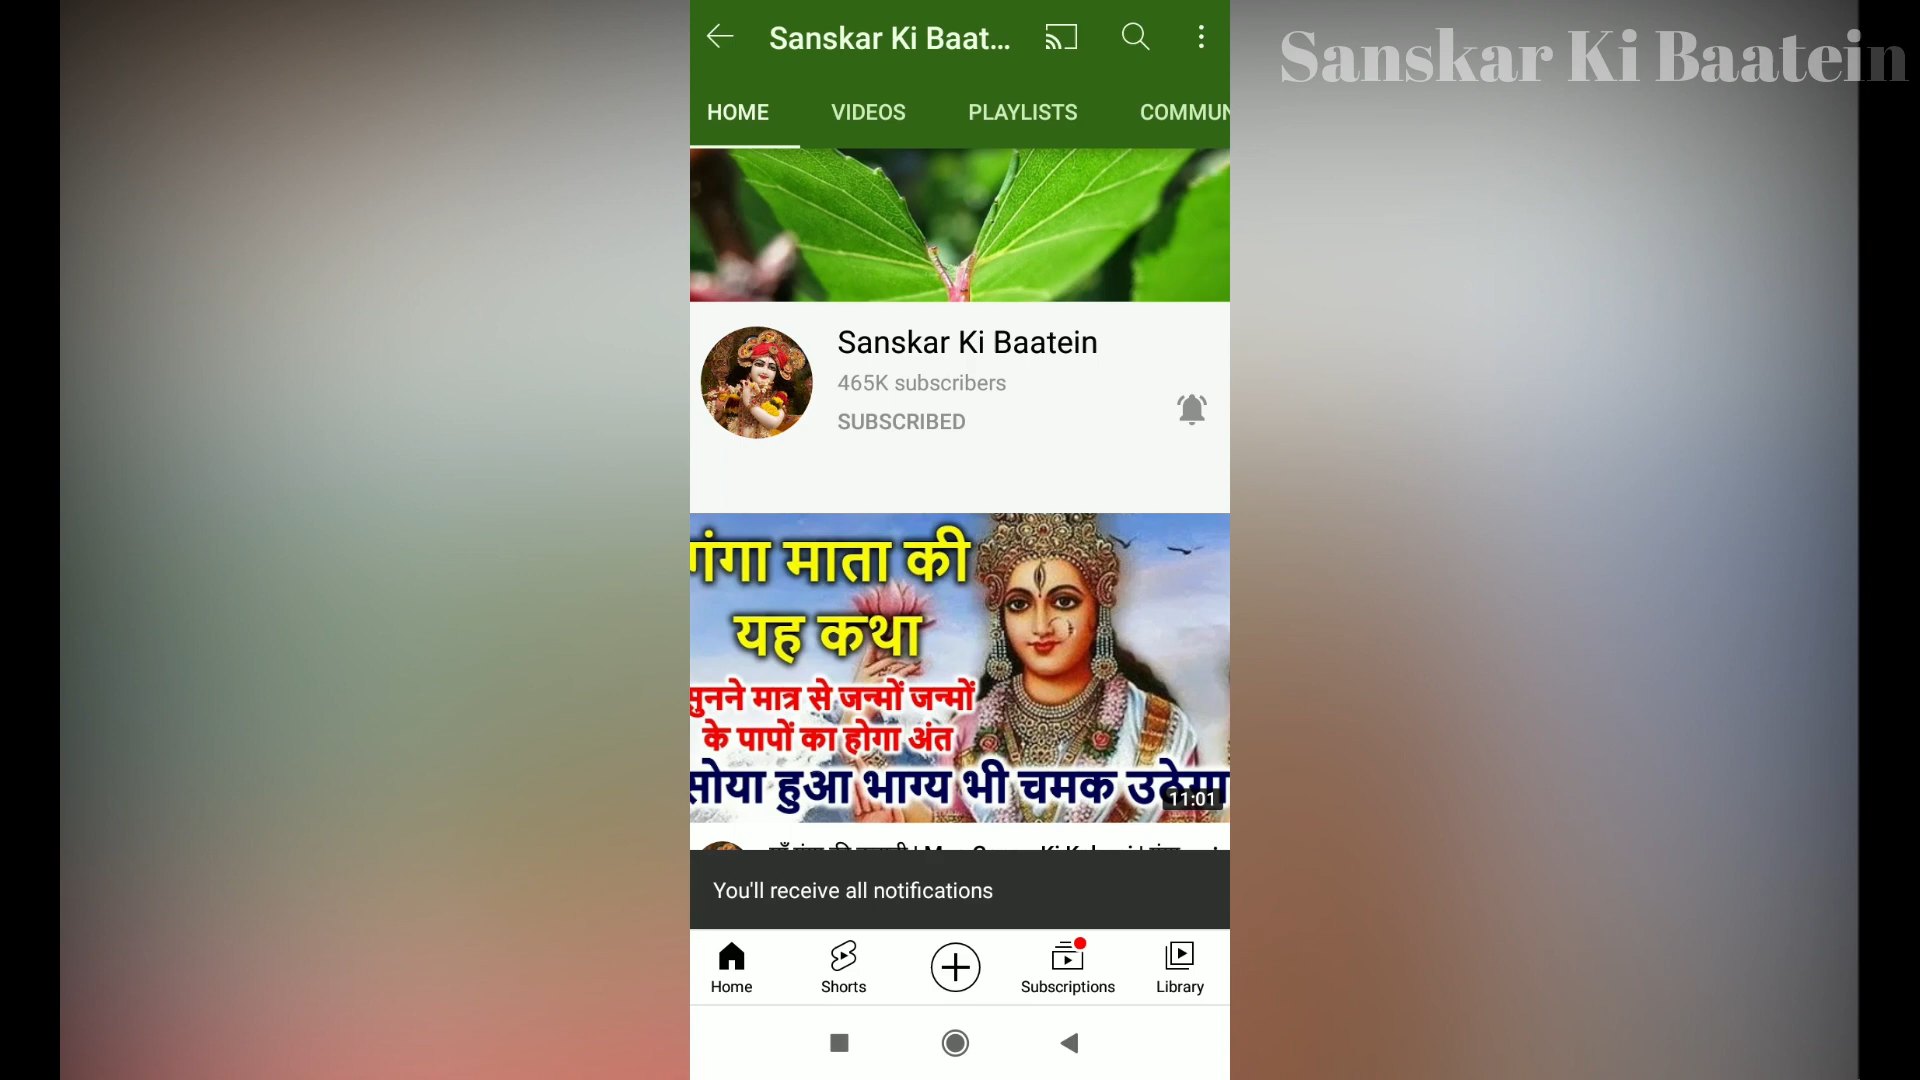 Sanskar Ki Baat...
Sanskar Ki Baatein
HOME VIDEOS PLAYLISTS COMMUN
Sanskar Ki Baatein
465K subscribers
SUBSCRIBED
गंगा माता की
यह कथा
सुनने मात्र से जन्मों जन्मों
के पापों का होगा अंत
सोया हुआ भाग्य भी चमक उठेगा
11:01
You'll receive all notifications
Home Shorts Subscriptions Library